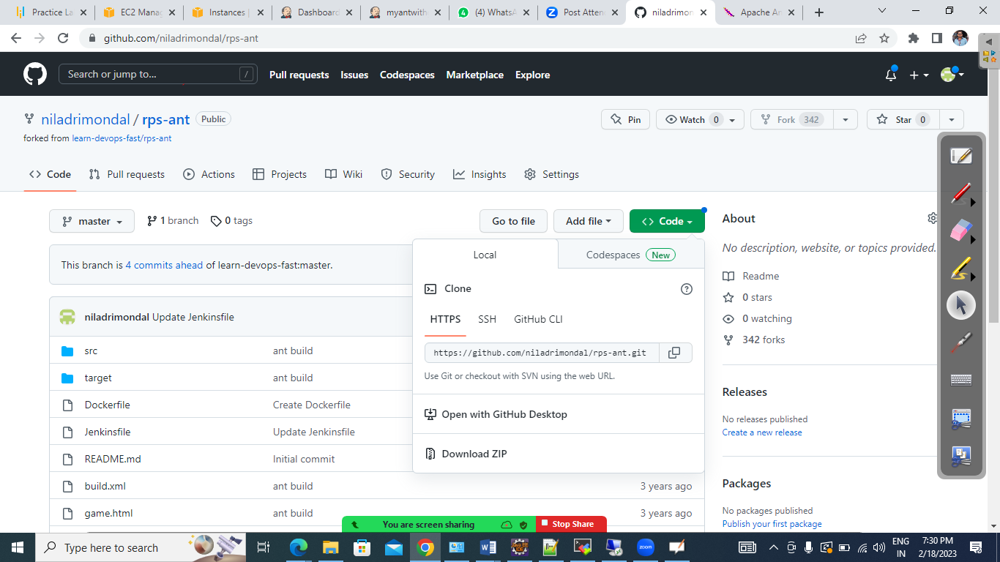 Practice La
EC2 Mana
Instances |
Dashboard
myantwith
(4) WhatsA
Post Atten
niladrimon
Apache An
github.com/niladrimondal/rps-ant
Search or jump to... /
Pull requests Issues Codespaces Marketplace Explore
niladrimondal / rps-ant Public
Pin
Watch 0
Fork 342
Star 0
forked from learn-devops-fast/rps-ant
Code Pull requests Actions Projects Wiki Security Insights Settings
master 1 branch 0 tags
Go to file Add file Code
About
No description, website, or topics provided.
Readme
0 stars
0 watching
342 forks
Releases
No releases published
Create a new release
Packages
No packages published
Publish your first package
This branch is 4 commits ahead of learn-devops-fast:master.
niladrimondal Update Jenkinsfile
src ant build
target ant build
Dockerfile Create Dockerfile
Jenkinsfile Update Jenkinsfile
README.md Initial commit
build.xml ant build 3 years ago
game.html ant build 3 years ago
Local Codespaces New
Clone
HTTPS SSH GitHub CLI
https://github.com/niladrimondal/rps-ant.git
Use Git or checkout with SVN using the web URL.
Open with GitHub Desktop
Download ZIP
You are screen sharing Stop Share
Type here to search
zoom
ENG
IN
7:30 PM
2/18/2023